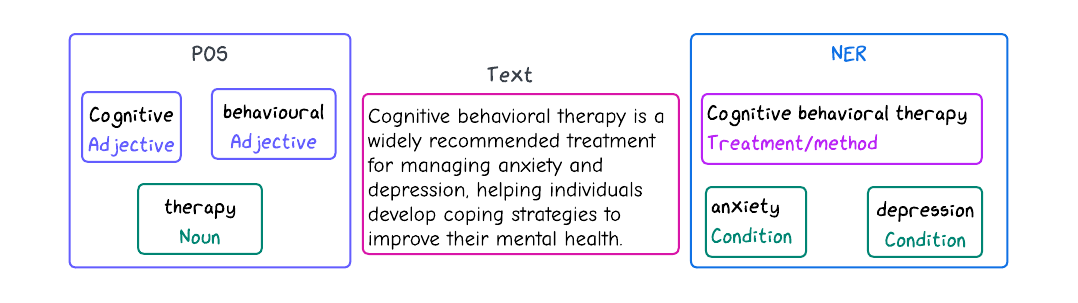 POS
Cognitive
Adjective
behavioural
Adjective
therapy
Noun
Text
Cognitive behavioral therapy is a
widely recommended treatment
for managing anxiety and
depression, helping individuals
develop coping strategies to
improve their mental health.
NER
Cognitive behavioral therapy
Treatment/method
anxiety
Condition
depression
Condition